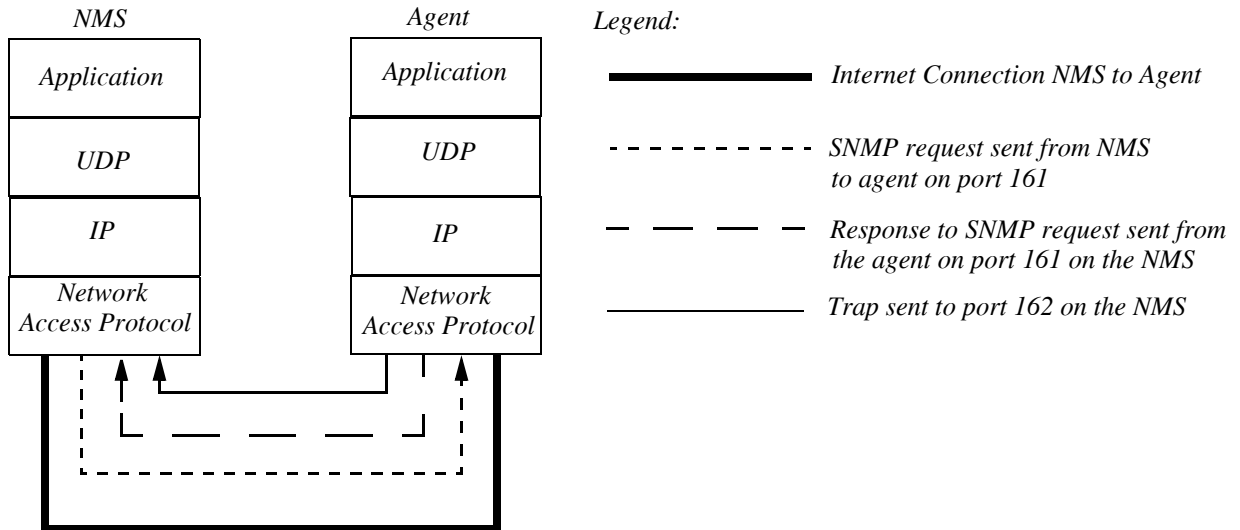 NMS
Application
UDP
IP
Network
Access Protocol
Agent
Application
UDP
IP
Network
Access Protocol
Legend:
Internet Connection NMS to Agent
SNMP request sent from NMS
to agent on port 161
Response to SNMP request sent from
the agent on port 161 on the NMS
Trap sent to port 162 on the NMS